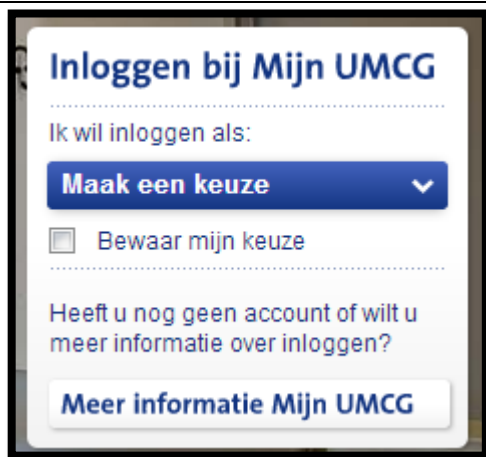 Inloggen bij Mijn UMCG
Ik wil inloggen als:
Maak een keuze
Bewaar mijn keuze
Heeft u nog geen account of wilt u
meer informatie over inloggen?
Meer informatie Mijn UMCG